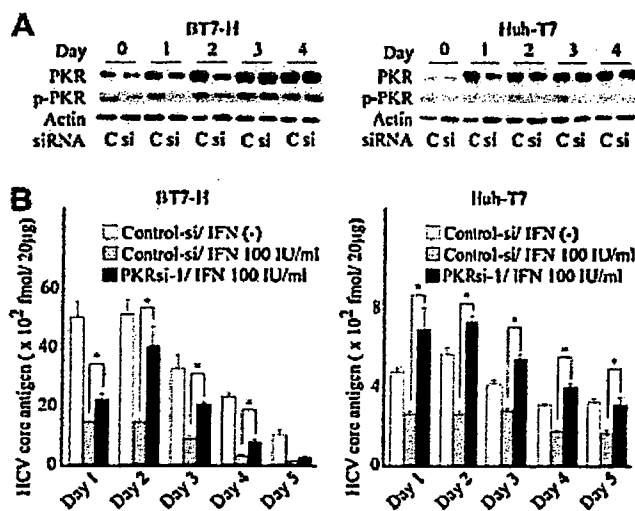 A
BT7-H
Huh-T7
Day 0 1 2 3 4
Day 0 1 2 3 4
PKR
PKR
p-PKR
p-PKR
Actin
Actin
siRNA C si C si C si C si C si
siRNA C si C si C si C si C si
B
BT7-H
Huh-T7
Control-si/ IFN (-)
Control-si/ IFN 100 IU/ml
PKRsi-1/ IFN 100 IU/ml
Control-si/ IFN (-)
Control-si/ IFN 100 IU/ml
PKRsi-1/ IFN 100 IU/ml
HCV core antigen ( x 10² fmol/ 20µg)
60
40
20
0
* * * *
Day 1 Day 2 Day 3 Day 4 Day 5
HCV core antigen ( x 10² fmol/ 20µg)
8
4
0
* * * * *
Day 1 Day 2 Day 3 Day 4 Day 5